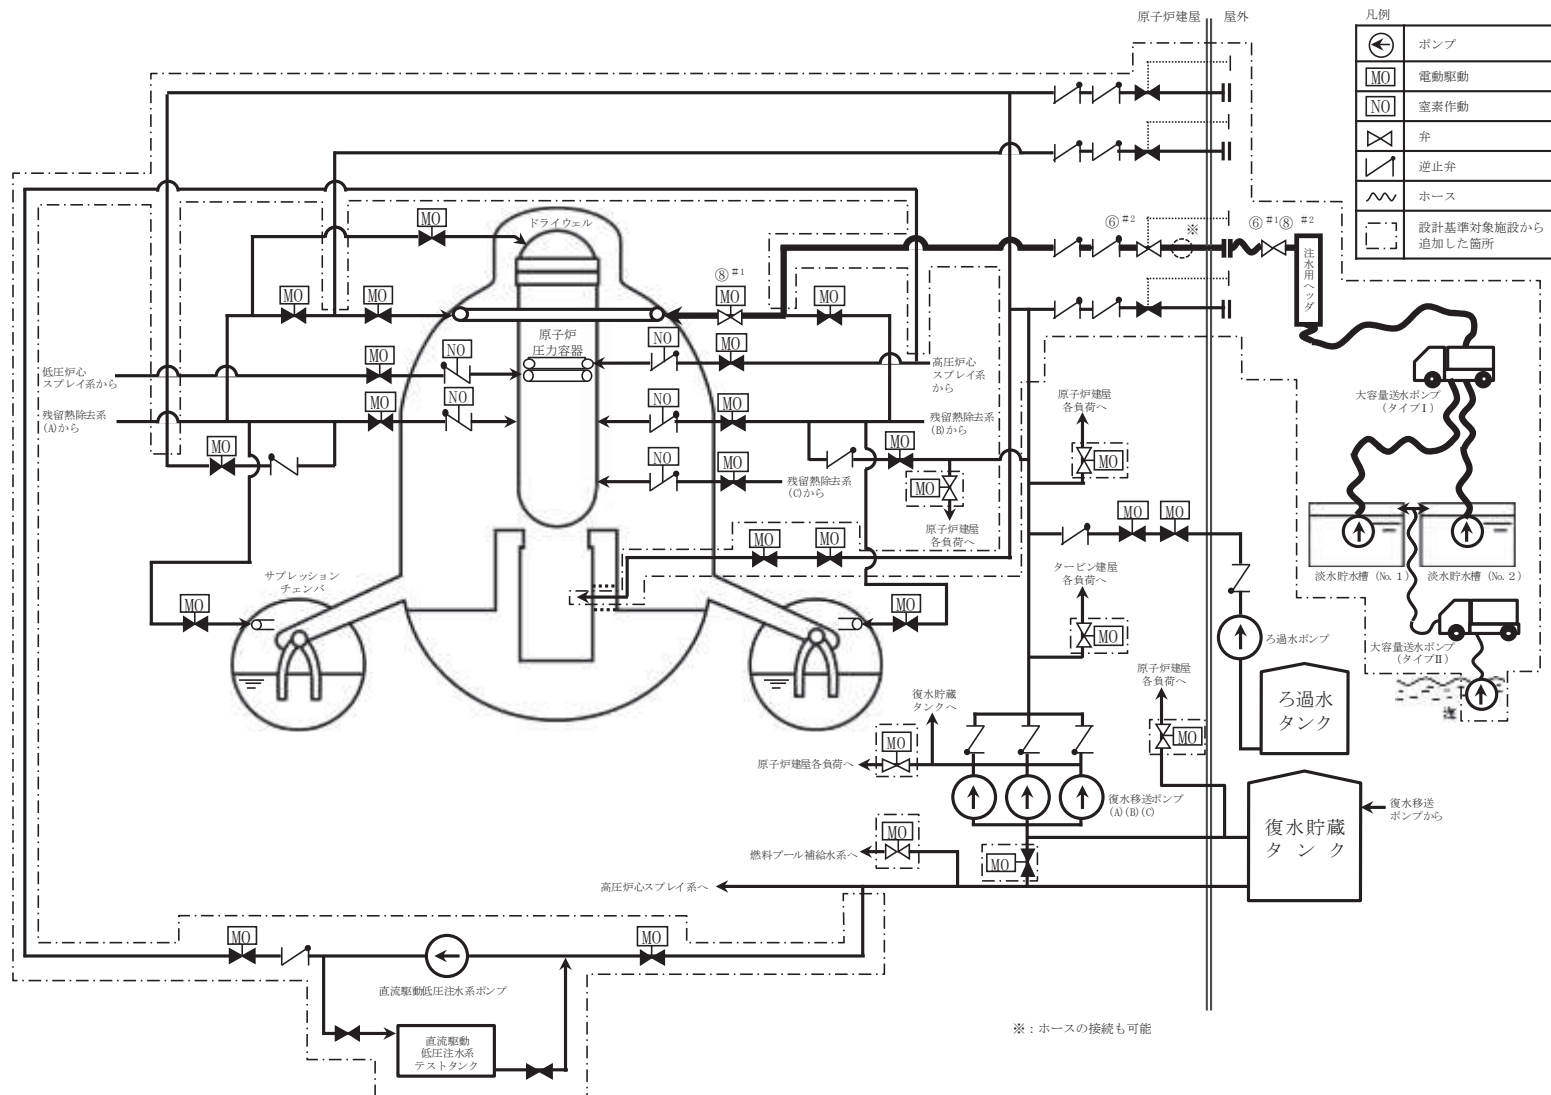 原子炉建屋
屋外
凡例
ポンプ
MO
電動駆動
NO
窒素作動
弁
逆止弁
ホース
設計基準対象施設から
追加した箇所
⑥#2
※
⑥#1⑧ #2
注水用ヘッダ
MO
ドライウェル
⑧#1
MO
MO
MO
MO
原子炉
圧力容器
NO
MO
低圧炉心
スプレイ系から
MO
NO
高圧炉心
スプレイ系
から
残留熱除去系
(A)から
MO
NO
NO
MO
残留熱除去系
(B)から
MO
MO
NO
MO
残留熱除去系
(C)から
MO
原子炉建屋
各負荷へ
原子炉建屋
各負荷へ
MO
MO
MO
大容量送水ポンプ
(タイプⅠ)
淡水貯水槽 (No. 1)
淡水貯水槽 (No. 2)
MO
MO
サプレッション
チェンバ
MO
MO
タービン建屋
各負荷へ
MO
ろ過水ポンプ
大容量送水ポンプ
(タイプⅡ)
海
ろ過水
タンク
原子炉建屋
各負荷へ
MO
復水貯蔵
タンクへ
MO
原子炉建屋各負荷へ
復水移送ポンプ
(A)(B)(C)
復水貯蔵
タンク
復水移送
ポンプから
MO
燃料プール補給水系へ
MO
高圧炉心スプレイ系へ
MO
MO
直流駆動低圧注水系ポンプ
直流駆動
低圧注水系
テストタンク
※：ホースの接続も可能